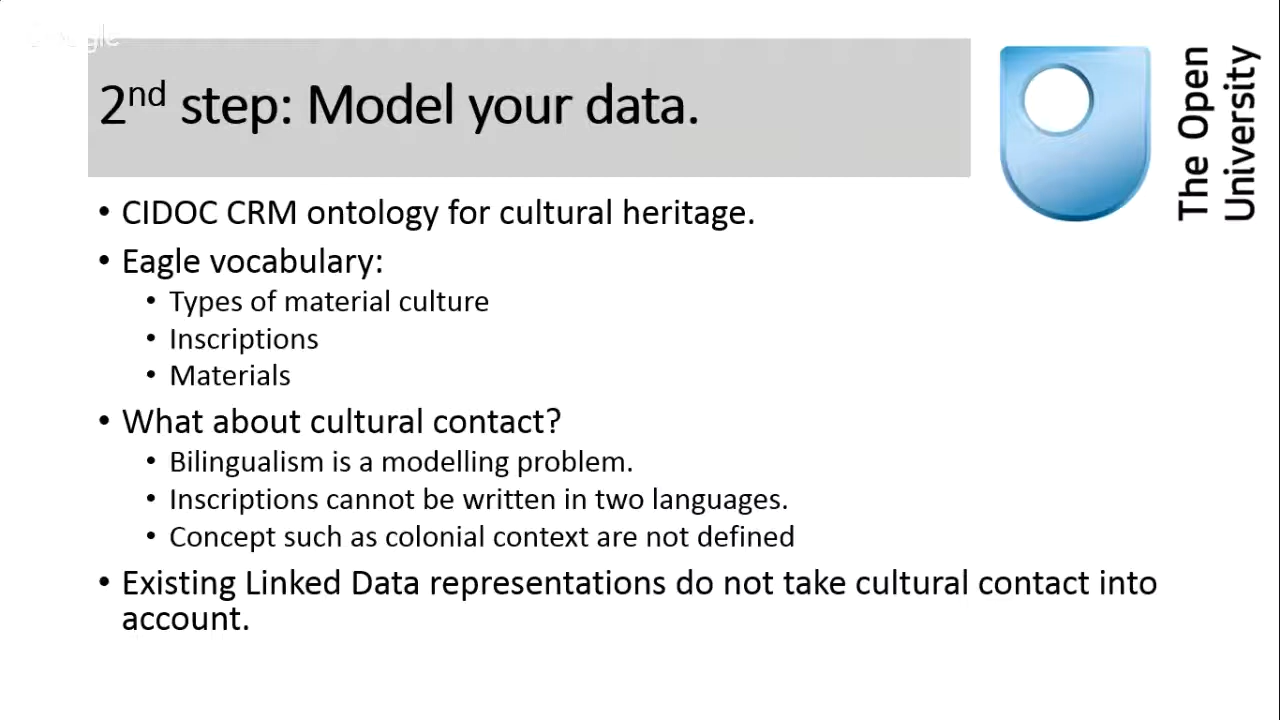 Google
2nd step: Model your data.
The Open
University
• CIDOC CRM ontology for cultural heritage.
• Eagle vocabulary:
• Types of material culture
• Inscriptions
• Materials
• What about cultural contact?
• Bilingualism is a modelling problem.
• Inscriptions cannot be written in two languages.
• Concept such as colonial context are not defined
• Existing Linked Data representations do not take cultural contact into
account.